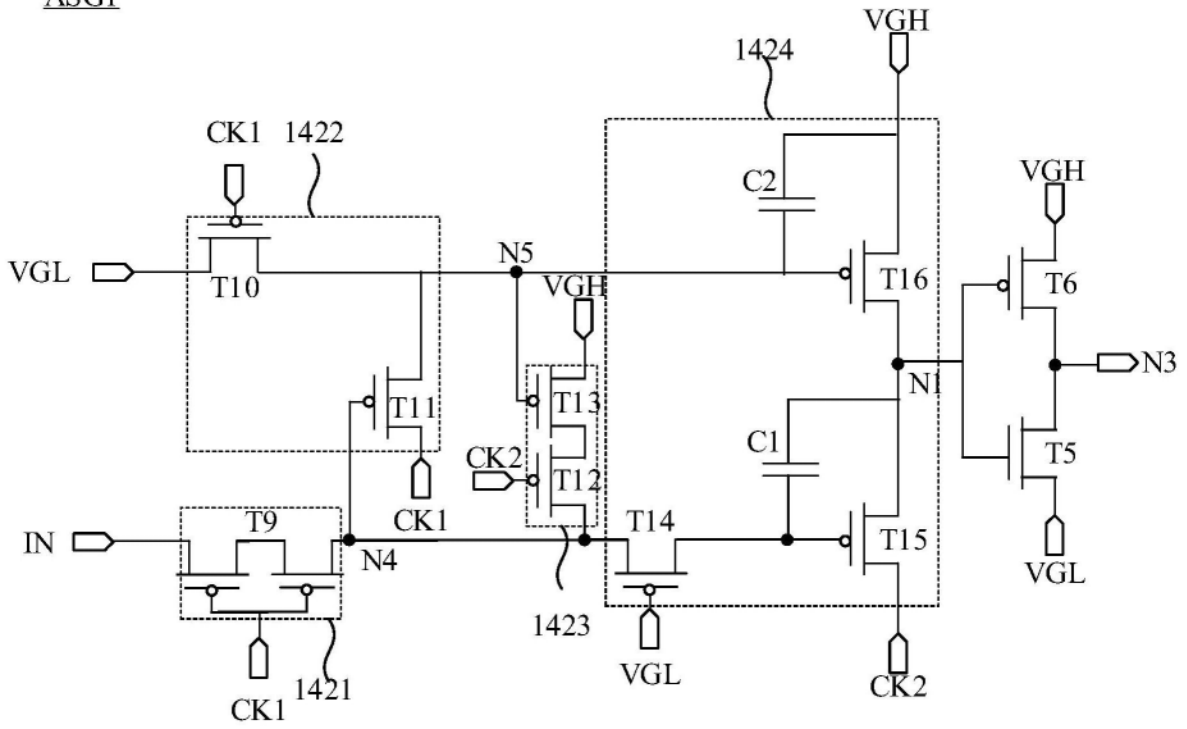 ASG1
VGH
1424
CK1
1422
VGH
C2
N5
VGL
T10
VGH
T16
T6
N1
N3
T11
T13
C1
CK2
T12
T5
CK1
T9
T14
IN
N4
T15
VGL
1423
VGL
CK2
1421
CK1